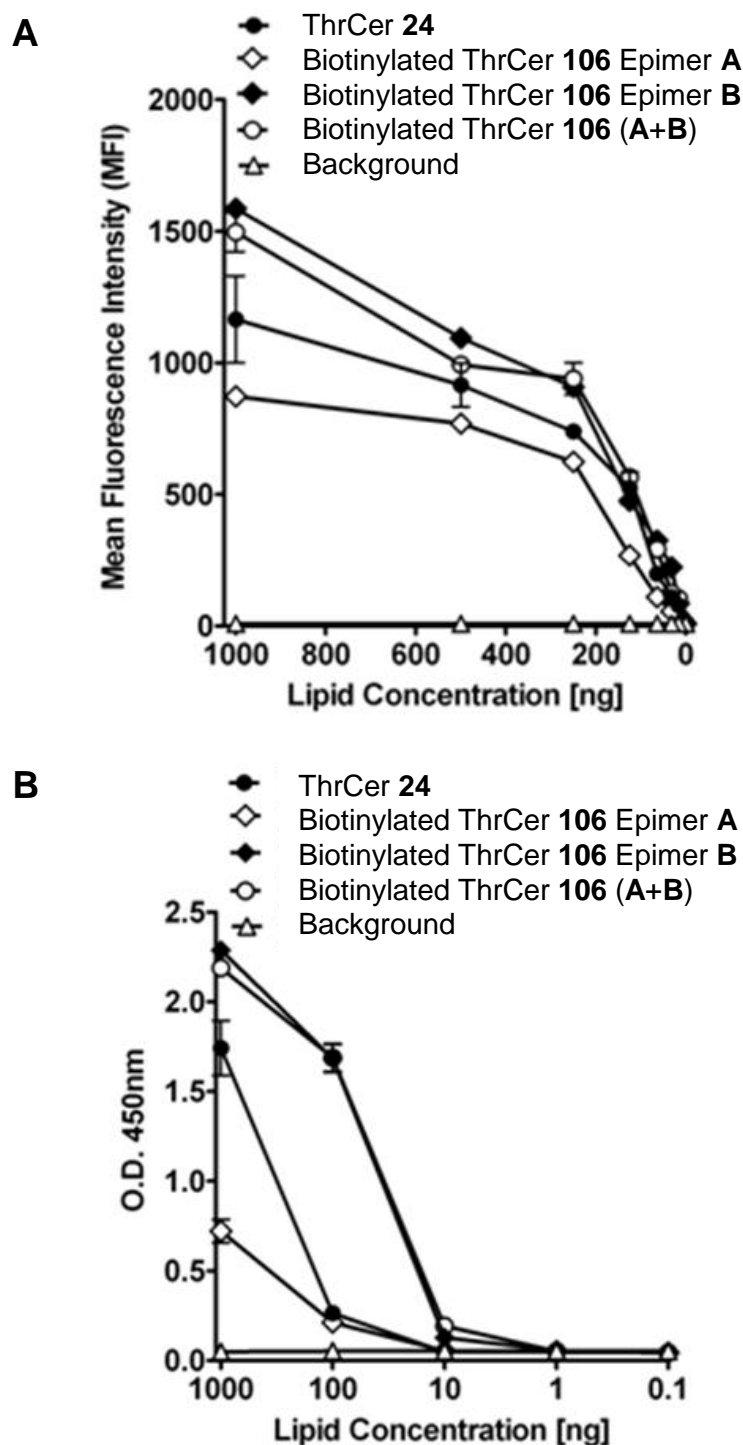 A
ThrCer 24
Biotinylated ThrCer 106 Epimer A
Biotinylated ThrCer 106 Epimer B
Biotinylated ThrCer 106 (A+B)
Background
2000
1500
1000
500
0
1000 800 600 400 200 0
Mean Fluorescence Intensity (MFI)
Lipid Concentration [ng]
B
ThrCer 24
Biotinylated ThrCer 106 Epimer A
Biotinylated ThrCer 106 Epimer B
Biotinylated ThrCer 106 (A+B)
Background
2.5
2.0
1.5
1.0
0.5
0.0
1000 100 10 1 0.1
O.D. 450nm
Lipid Concentration [ng]